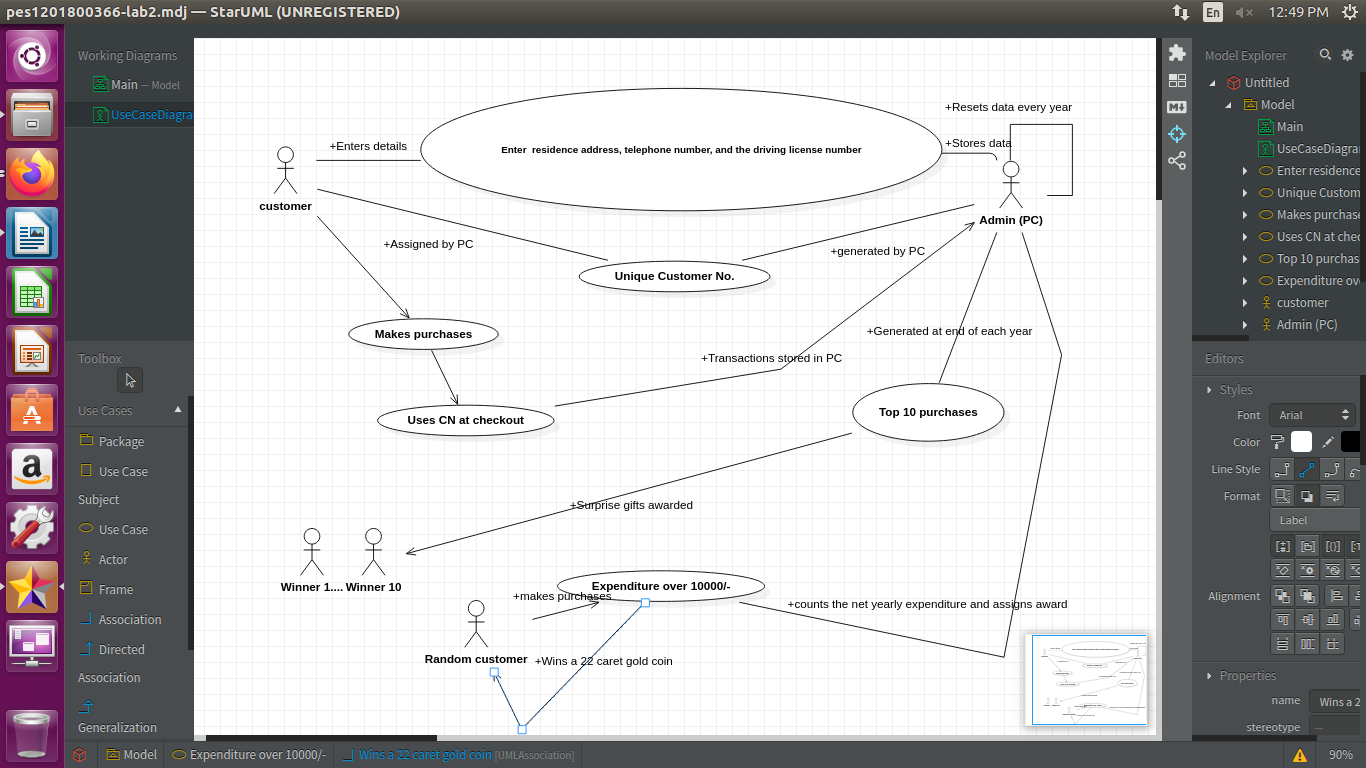 pes1201800366-lab2.mdj — StarUML (UNREGISTERED)
En
12:49 PM
Working Diagrams
Main — Model
UseCaseDiagra
Toolbox
Use Cases
Package
Use Case
Subject
Use Case
Actor
Frame
Association
Directed
Association
Generalization
+Resets data every year
+Enters details
Enter residence address, telephone number, and the driving license number
+Stores data
customer
Admin (PC)
+Assigned by PC
+generated by PC
Unique Customer No.
Makes purchases
+Generated at end of each year
+Transactions stored in PC
Uses CN at checkout
Top 10 purchases
+Surprise gifts awarded
Winner 1.... Winner 10
Expenditure over 10000/-
+makes purchases
+counts the net yearly expenditure and assigns award
Random customer
+Wins a 22 caret gold coin
Model Explorer
Untitled
Model
Main
UseCaseDiagra
Enter residence
Unique Custom
Makes purchase
Uses CN at chec
Top 10 purchas
Expenditure ov
customer
Admin (PC)
Editors
Styles
Font
Arial
Color
Line Style
Format
Label
Alignment
Properties
name
Wins a 2
stereotype
—
Model
Expenditure over 10000/-
Wins a 22 caret gold coin [UMLAssociation]
90%